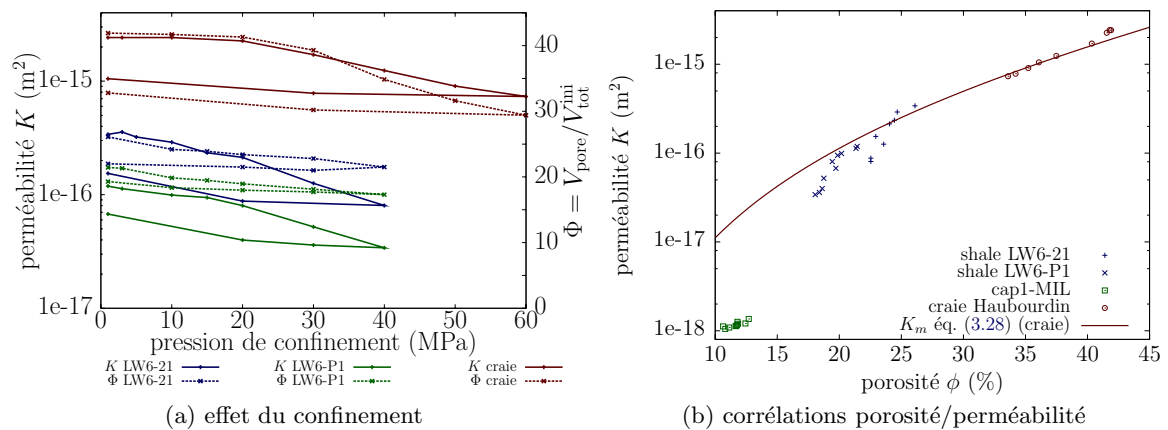 perméabilité K (m²)
1e-15
1e-16
1e-17
0 10 20 30 40 50 60
pression de confinement (MPa)
40
30
20
10
0
Φ = V_pore/V_tot^ini
K LW6-21
Φ LW6-21
K LW6-P1
Φ LW6-P1
K craie
Φ craie
(a) effet du confinement
perméabilité K (m²)
1e-15
1e-16
1e-17
1e-18
10 15 20 25 30 35 40 45
porosité ϕ (%)
shale LW6-21
shale LW6-P1
cap1-MIL
craie Haubourdin
K_m éq. (3.28) (craie)
(b) corrélations porosité/perméabilité